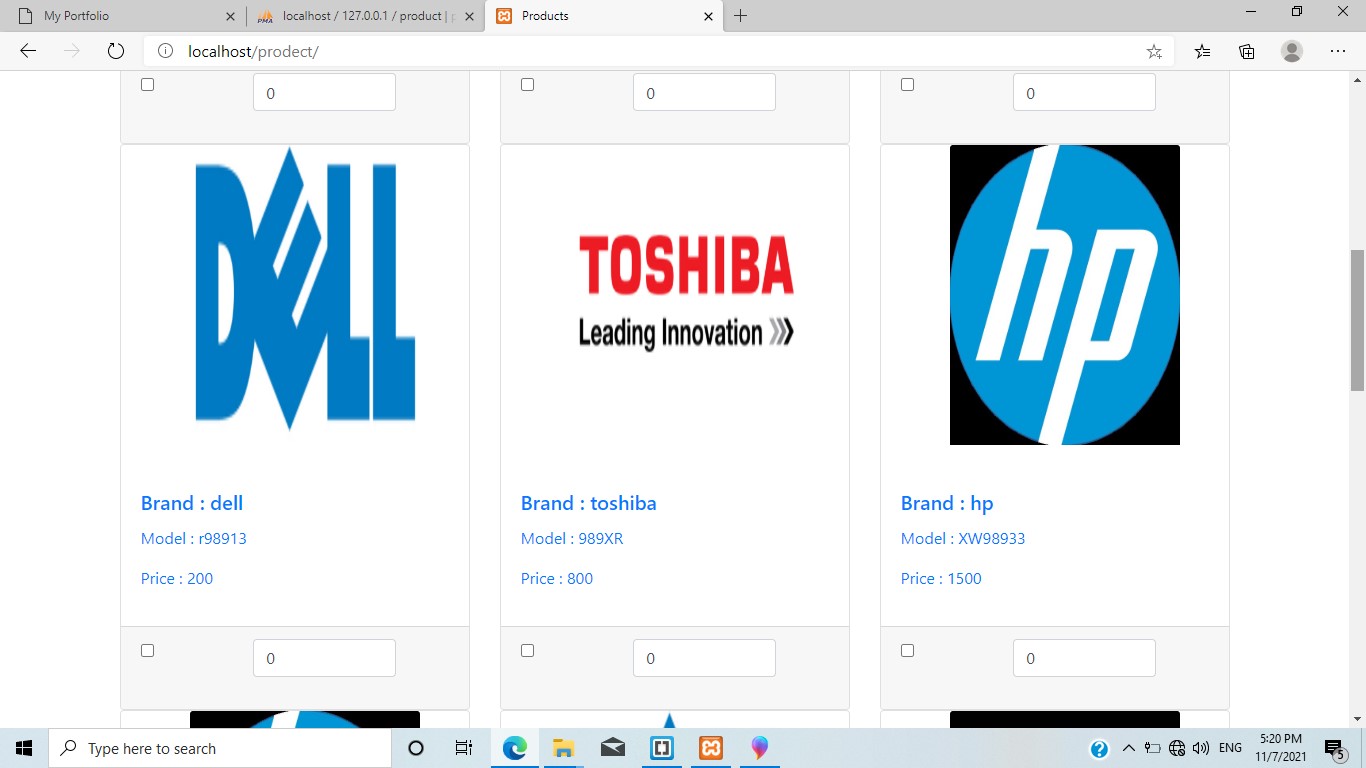 My Portfolio
localhost / 127.0.0.1 / product | p
Products
localhost/prodect/
0
0
0
DELL
TOSHIBA
Leading Innovation
hp
Brand : dell
Model : r98913
Price : 200
Brand : toshiba
Model : 989XR
Price : 800
Brand : hp
Model : XW98933
Price : 1500
0
0
0
Type here to search
ENG
5:20 PM
11/7/2021
5